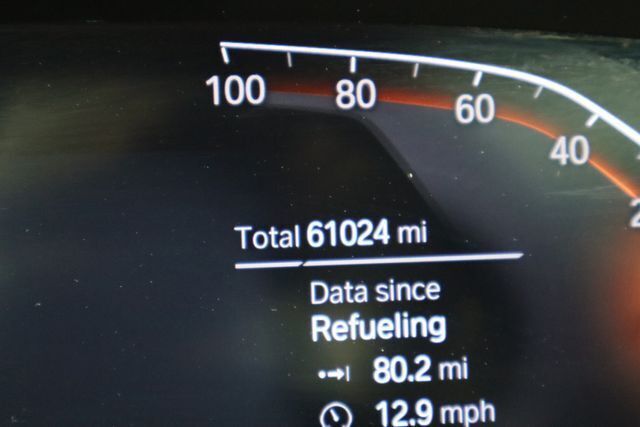 100 80 60 40
Total 61024 mi
Data since
Refueling
80.2 mi
12.9 mph